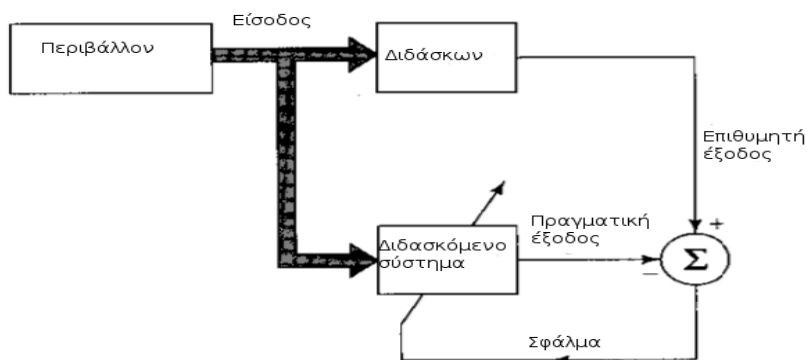 Είσοδος
Περιβάλλον
Διδάσκων
Επιθυμητή
έξοδος
+
Πραγματική
έξοδος
Διδασκόμενο
σύστημα
Σ
−
Σφάλμα